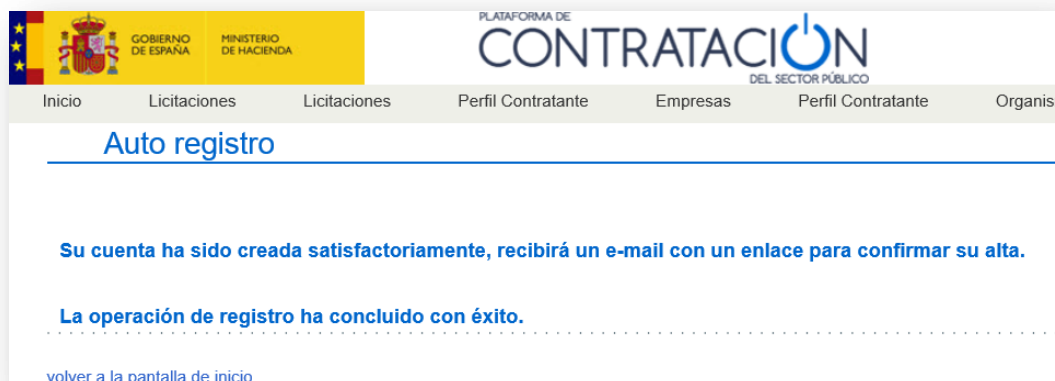 GOBIERNO DE ESPAÑA
MINISTERIO DE HACIENDA
PLATAFORMA DE
CONTRATACIÓN
DEL SECTOR PÚBLICO
Inicio Licitaciones Licitaciones Perfil Contratante Empresas Perfil Contratante Organis
Auto registro
Su cuenta ha sido creada satisfactoriamente, recibirá un e-mail con un enlace para confirmar su alta.
La operación de registro ha concluido con éxito.
volver a la pantalla de inicio